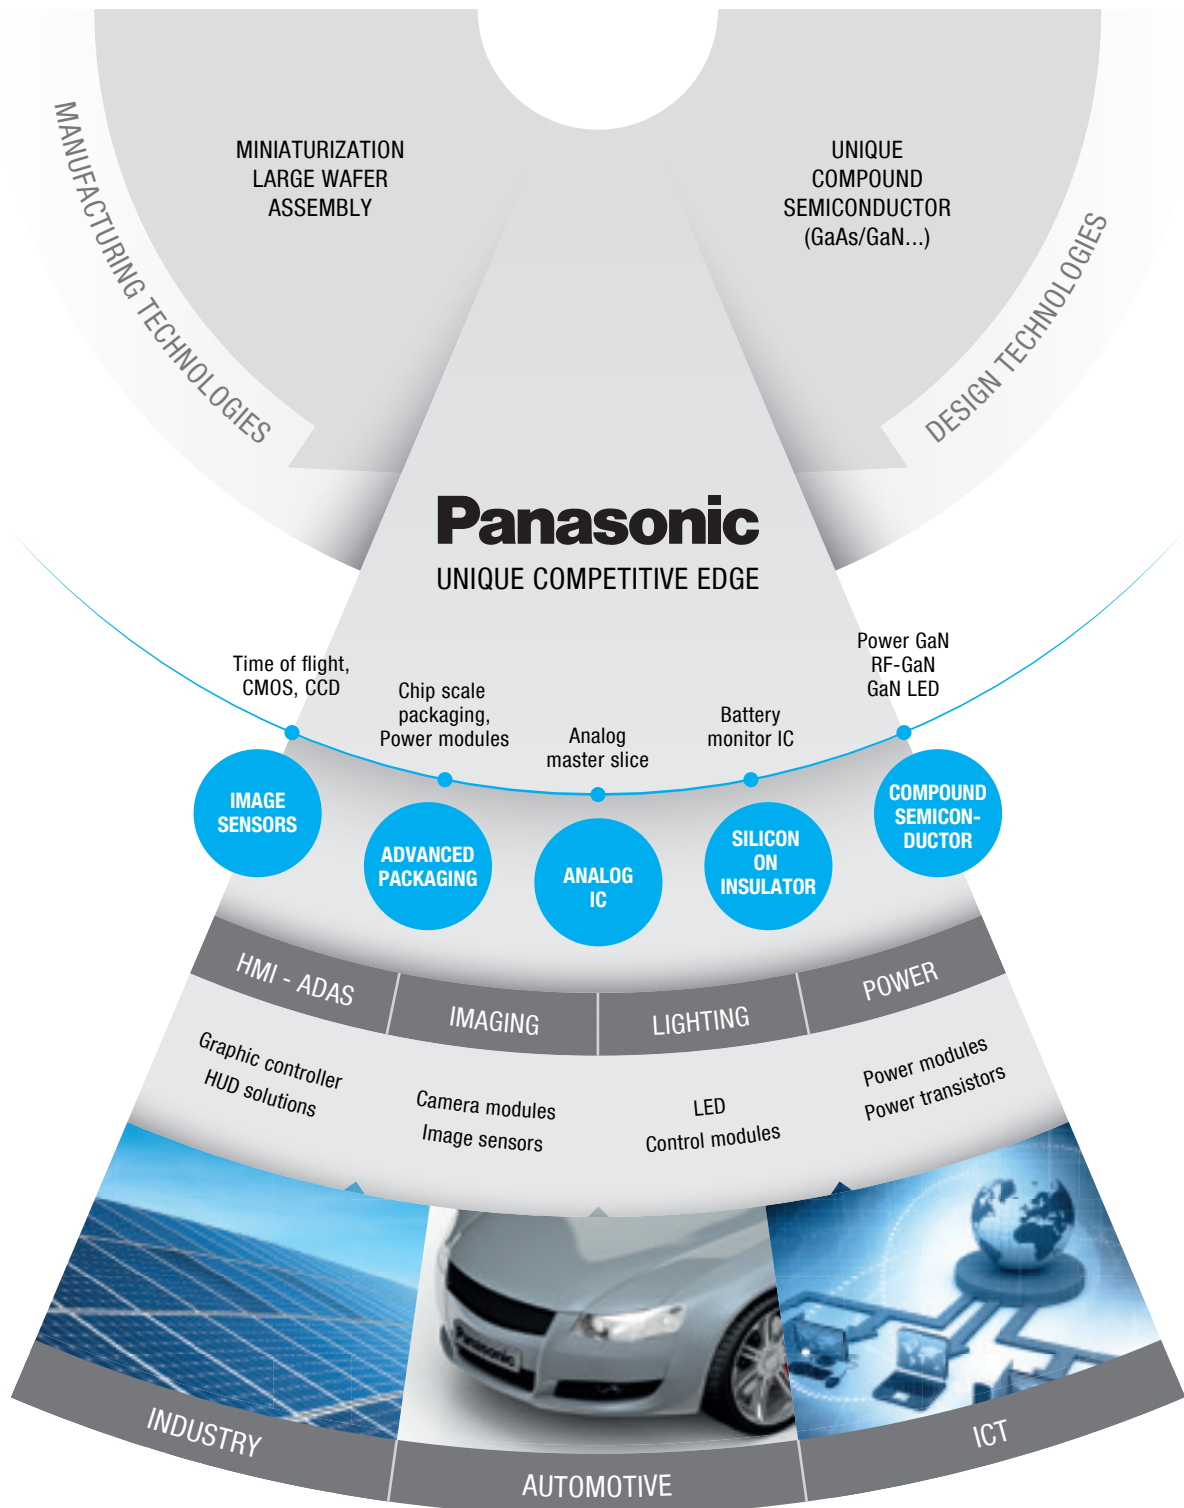 MANUFACTURING TECHNOLOGIES
MINIATURIZATION
LARGE WAFER
ASSEMBLY
UNIQUE
COMPOUND
SEMICONDUCTOR
(GaAs/GaN...)
DESIGN TECHNOLOGIES
Panasonic
UNIQUE COMPETITIVE EDGE
Time of flight,
CMOS, CCD
Chip scale
packaging,
Power modules
Analog
master slice
Battery
monitor IC
Power GaN
RF-GaN
GaN LED
IMAGE
SENSORS
ADVANCED
PACKAGING
ANALOG
IC
SILICON
ON
INSULATOR
COMPOUND
SEMICON-
DUCTOR
HMI - ADAS
IMAGING
LIGHTING
POWER
Graphic controller
HUD solutions
Camera modules
Image sensors
LED
Control modules
Power modules
Power transistors
Panasonic
INDUSTRY
AUTOMOTIVE
ICT